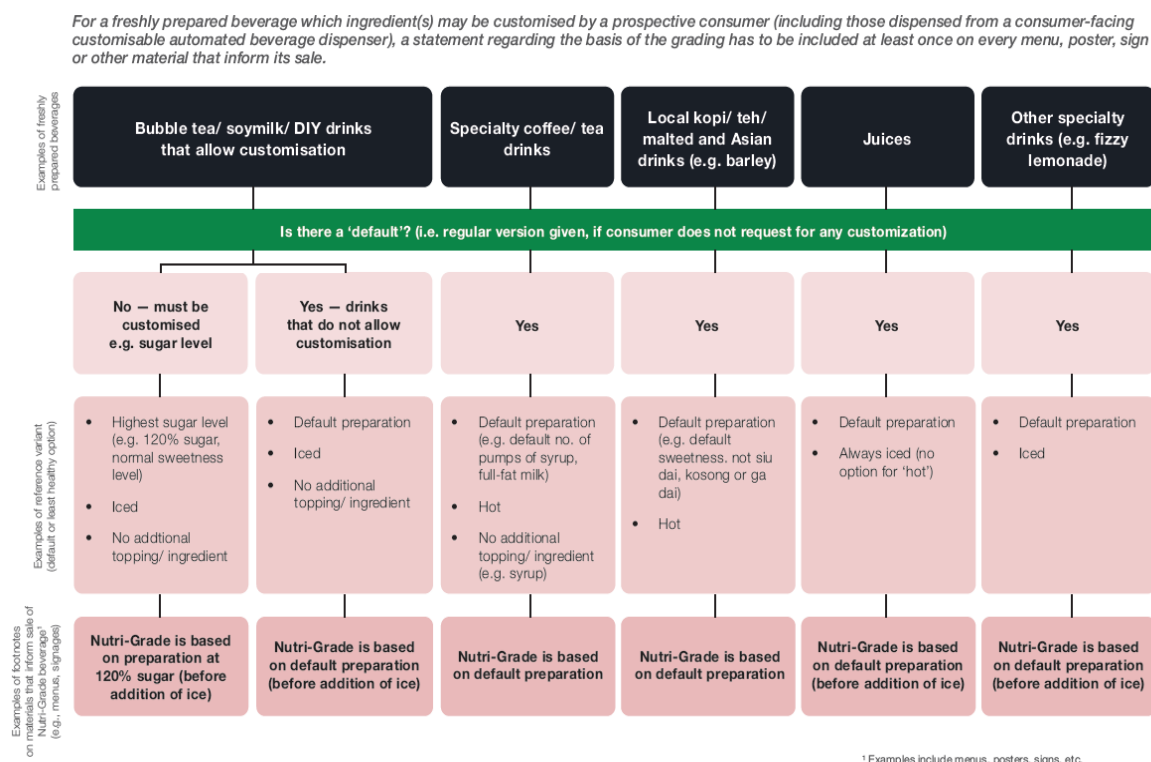 For a freshly prepared beverage which ingredient(s) may be customised by a prospective consumer (including those dispensed from a consumer-facing
customisable automated beverage dispenser), a statement regarding the basis of the grading has to be included at least once on every menu, poster, sign
or other material that inform its sale.
Examples of freshly
prepared beverages
Bubble tea/ soymilk/ DIY drinks
that allow customisation
Specialty coffee/ tea
drinks
Local kopi/ teh/
malted and Asian
drinks (e.g. barley)
Juices
Other specialty
drinks (e.g. fizzy
lemonade)
Is there a ‘default’? (i.e. regular version given, if consumer does not request for any customization)
No — must be
customised
e.g. sugar level
Yes — drinks
that do not allow
customisation
Yes
Yes
Yes
Yes
Examples of reference variant
(default or least healthy option)
• Highest sugar level
(e.g. 120% sugar,
normal sweetness
level)
• Iced
• No addtional
topping/ ingredient
• Default preparation
• Iced
• No additional
topping/ ingredient
• Default preparation
(e.g. default no. of
pumps of syrup,
full-fat milk)
• Hot
• No additional
topping/ ingredient
(e.g. syrup)
• Default preparation
(e.g. default
sweetness. not siu
dai, kosong or ga
dai)
• Hot
• Default preparation
• Always iced (no
option for ‘hot’)
• Default preparation
• Iced
Examples of footnotes
on materials that inform sale of
Nutri-Grade beverage¹
(e.g., menus, signages)
Nutri-Grade is based
on preparation at
120% sugar (before
addition of ice)
Nutri-Grade is based
on default preparation
(before addition of ice)
Nutri-Grade is based
on default preparation
Nutri-Grade is based
on default preparation
Nutri-Grade is based
on default preparation
(before addition of ice)
Nutri-Grade is based
on default preparation
(before addition of ice)
¹ Examples include menus, posters, signs, etc.